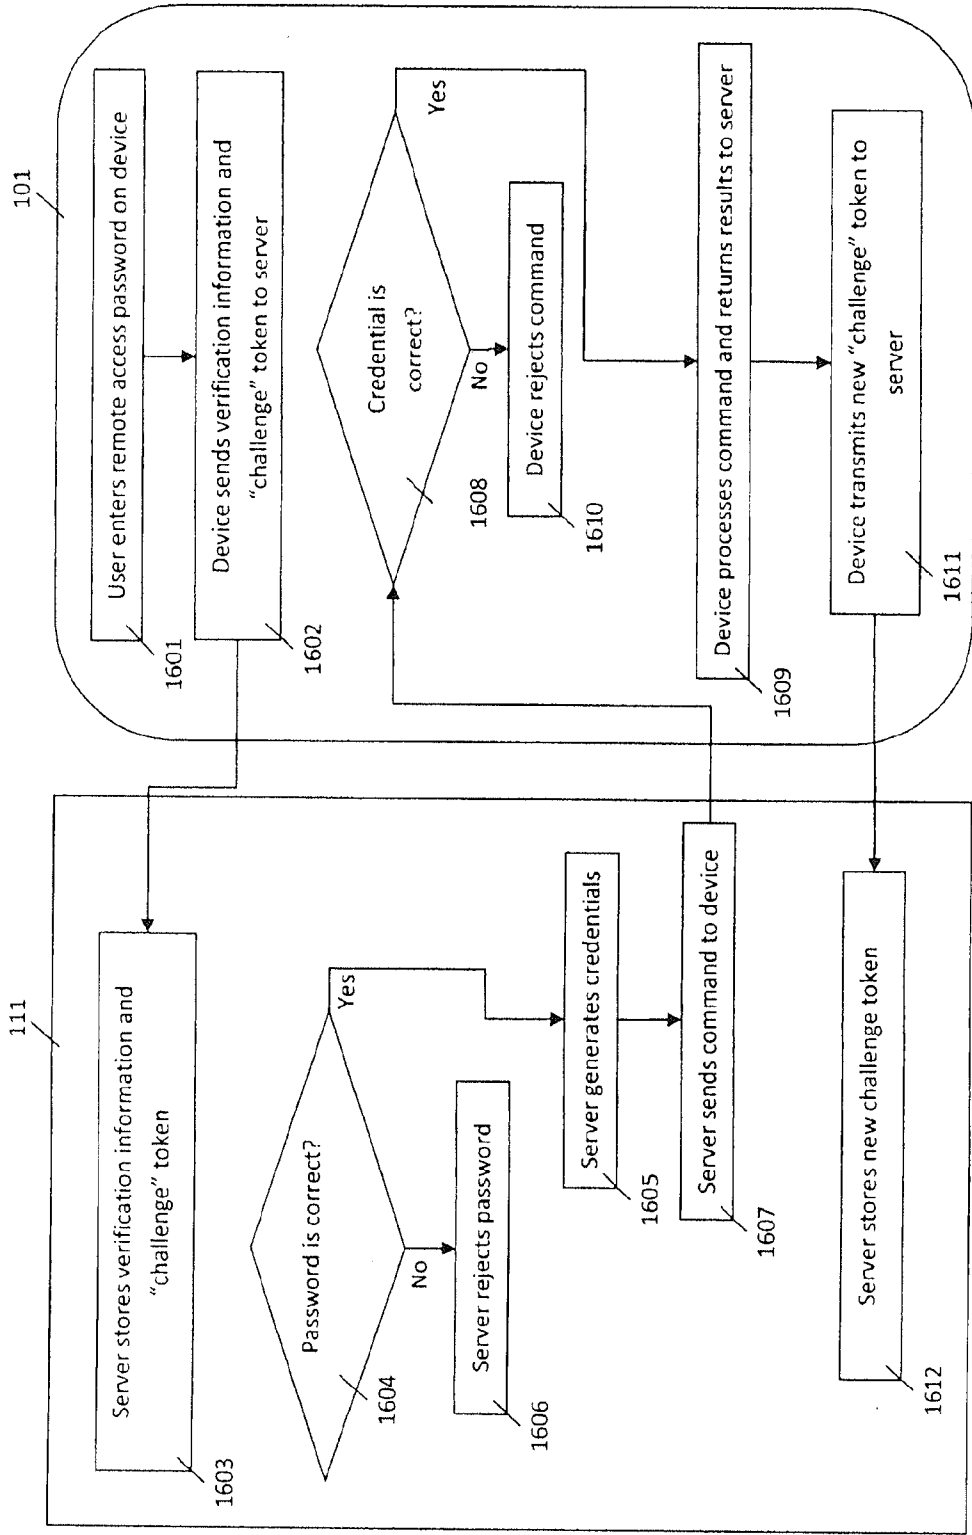 111
Server stores verification information and
"challenge" token
1603
Password is correct?
Yes
No
1604
Server rejects password
1606
Server generates credentials
1605
Server sends command to device
1607
Server stores new challenge token
1612
101
User enters remote access password on device
1601
Device sends verification information and
"challenge" token to server
1602
Credential is
correct?
Yes
No
1608
Device rejects command
1610
Device processes command and returns results to server
1609
Device transmits new "challenge" token to
server
1611